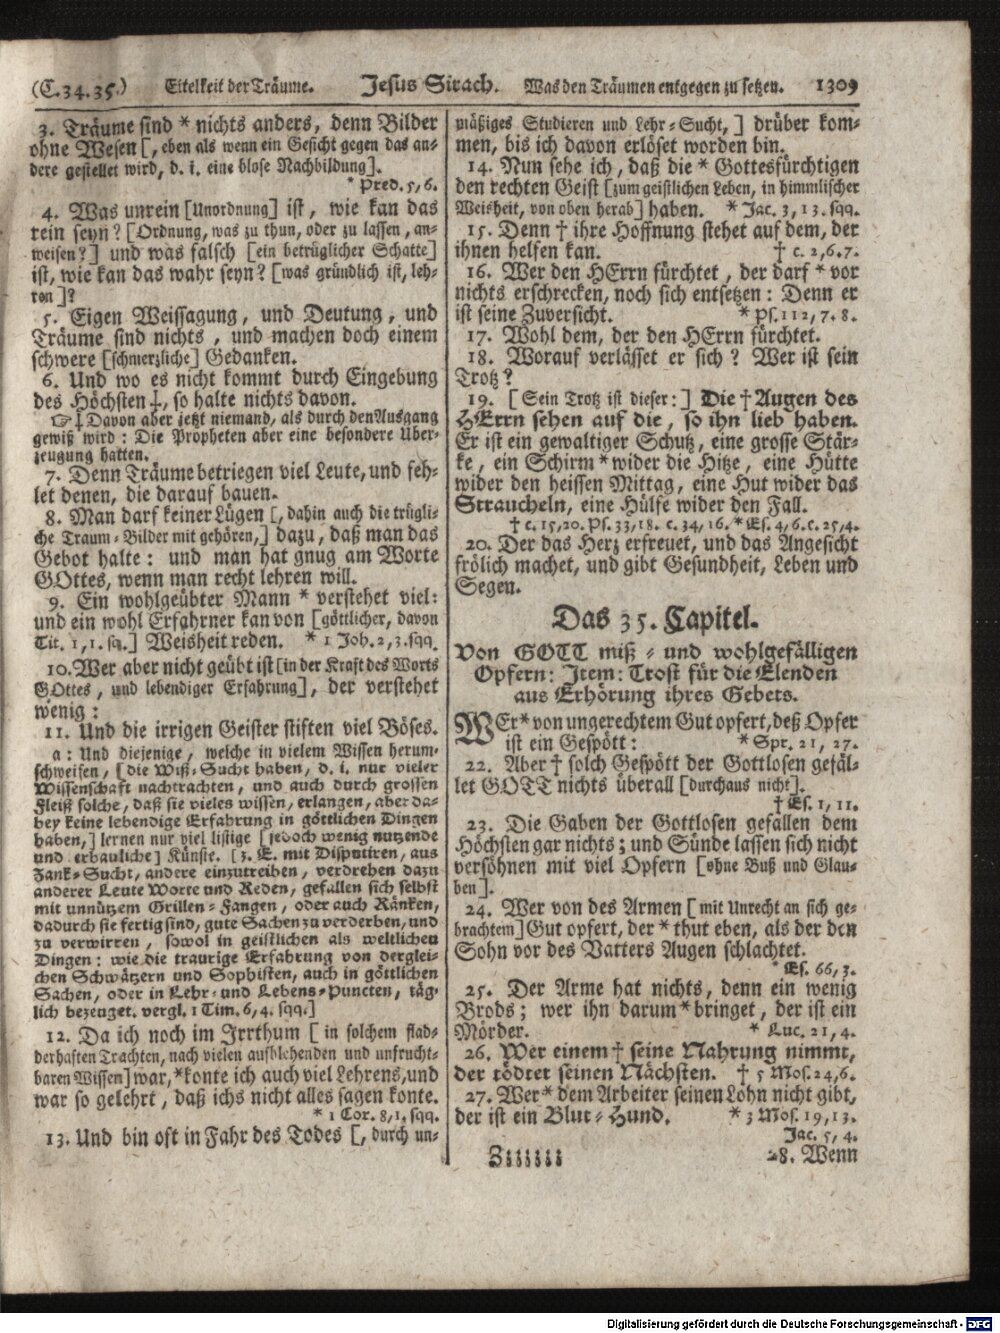 (C.34.35.) Eitelkeit der Träume. Jesus Sirach. Was den Träumen entgegen zu setzen. 1309
3. Träume sind * nichts anders, denn Bilder
ohne Wesen [, eben als wenn ein Gesicht gegen das an-
dere gestellet wird, d. i. eine blose Nachbildung].
* Pred. 5, 6.
4. Was unrein [Unordnung] ist, wie kan das
rein seyn? [Ordnung, was zu thun, oder zu lassen, an-
weisen?] und was falsch [ein betrüglicher Schatte]
ist, wie kan das wahr seyn? [was gründlich ist, leh-
ren]?
5. Eigen Weissagung, und Deutung, und
Träume sind nichts, und machen doch einem
schwere [schmerzliche] Gedanken.
6. Und wo es nicht kommt durch Eingebung
des Höchsten ‡, so halte nichts davon.
☞ ‡ Davon aber jetzt niemand, als durch den Ausgang
gewiß wird: Die Propheten aber eine besondere Uber-
zeugung hatten.
7. Denn Träume betriegen viel Leute, und feh-
let denen, die darauf bauen.
8. Man darf keiner Lügen [, dahin auch die trügli-
che Traum-Bilder mit gehören,] dazu, daß man das
Gebot halte: und man hat gnug am Worte
GOttes, wenn man recht lehren will.
9. Ein wohlgeübter Mann * verstehet viel:
und ein wohl Erfahrner kan von [göttlicher, davon
Tit. 1, 1. sq.] Weisheit reden. * 1 Joh. 2, 3. sqq.
10. Wer aber nicht geübt ist [in der Kraft des Worts
GOttes, und lebendiger Erfahrung], der verstehet
wenig:
11. Und die irrigen Geister stiften viel Böses.
a: Und diejenige, welche in vielem Wissen herum-
schweifen, [die Wiß-Sucht haben, d. i. nur vieler
Wissenschaft nachtrachten, und auch durch grossen
Fleiß solche, daß sie vieles wissen, erlangen, aber da-
bey keine lebendige Erfahrung in göttlichen Dingen
haben,] lernen nur viel listige [jedoch wenig nutzende
und erbauliche] Künste. [z. E. mit Disputiren, aus
Zank-Sucht, andere einzutreiben, verdrehen dazu
anderer Leute Worte und Reden, gefallen sich selbst
mit unnützem Grillen-Fangen, oder auch Ränken,
dadurch sie fertig sind, gute Sachen zu verderben, und
zu verwirren, sowol in geistlichen als weltlichen
Dingen: wie die traurige Erfahrung von derglei-
chen Schwätzern und Sophisten, auch in göttlichen
Sachen, oder in Lehr- und Lebens-Puncten, täg-
lich bezeuget. vergl. 1 Tim. 6, 4. sqq.]
12. Da ich noch im Irrthum [in solchem flad-
derhaften Trachten, nach vielen aufblehenden und unfrucht-
baren Wissen] war, * konte ich auch viel Lehrens, und
war so gelehrt, daß ichs nicht alles sagen konte.
* 1 Cor. 8, 1. sqq.
13. Und bin oft in Fahr des Todes [, durch un-
mäßiges Studieren und Lehr-Sucht,] drüber kom-
men, bis ich davon erlöset worden bin.
14. Nun sehe ich, daß die * Gottesfürchtigen
den rechten Geist [zum geistlichen Leben, in himmlischer
Weisheit, von oben herab] haben. * Jac. 3, 13. sqq.
15. Denn † ihre Hoffnung stehet auf dem, der
ihnen helfen kan. † c. 2, 6. 7.
16. Wer den HErrn fürchtet, der darf * vor
nichts erschrecken, noch sich entsetzen: Denn er
ist seine Zuversicht. * Ps. 112, 7. 8.
17. Wohl dem, der den HErrn fürchtet.
18. Worauf verlässet er sich? Wer ist sein
Trotz?
19. [Sein Trotz ist dieser:] Die † Augen des
HErrn sehen auf die, so ihn lieb haben.
Er ist ein gewaltiger Schutz, eine grosse Stär-
ke, ein Schirm * wider die Hitze, eine Hütte
wider den heissen Mittag, eine Hut wider das
Straucheln, eine Hülfe wider den Fall.
† c. 15, 20. Ps. 33, 18. c. 34, 16. * Es. 4, 6. c. 25, 4.
20. Der das Herz erfreuet, und das Angesicht
frölich machet, und gibt Gesundheit, Leben und
Segen.
Das 35. Capitel.
Von GOTT miß- und wohlgefälligen
Opfern: Item: Trost für die Elenden
aus Erhörung ihres Gebets.
WEr * von ungerechtem Gut opfert, deß Opfer
ist ein Gespött: * Spr. 21, 27.
22. Aber † solch Gespött der Gottlosen gefäl-
let GOTT nichts überall [durchaus nicht].
† Es. 1, 11.
23. Die Gaben der Gottlosen gefallen dem
Höchsten gar nichts; und Sünde lassen sich nicht
versöhnen mit viel Opfern [ohne Buß und Glau-
ben].
24. Wer von des Armen [mit Unrecht an sich ge-
brachtem] Gut opfert, der * thut eben, als der den
Sohn vor des Vatters Augen schlachtet.
* Es. 66, 3.
25. Der Arme hat nichts, denn ein wenig
Brods; wer ihn darum * bringet, der ist ein
Mörder. * Luc. 21, 4.
26. Wer einem † seine Nahrung nimmt,
der tödtet seinen Nächsten. † 5 Mos. 24, 6.
27. Wer * dem Arbeiter seinen Lohn nicht gibt,
der ist ein Blut-Hund. * 3 Mos. 19, 13.
Jac. 5, 4.
Ziiiiii 28. Wenn
Digitalisierung gefördert durch die Deutsche Forschungsgemeinschaft - DFG